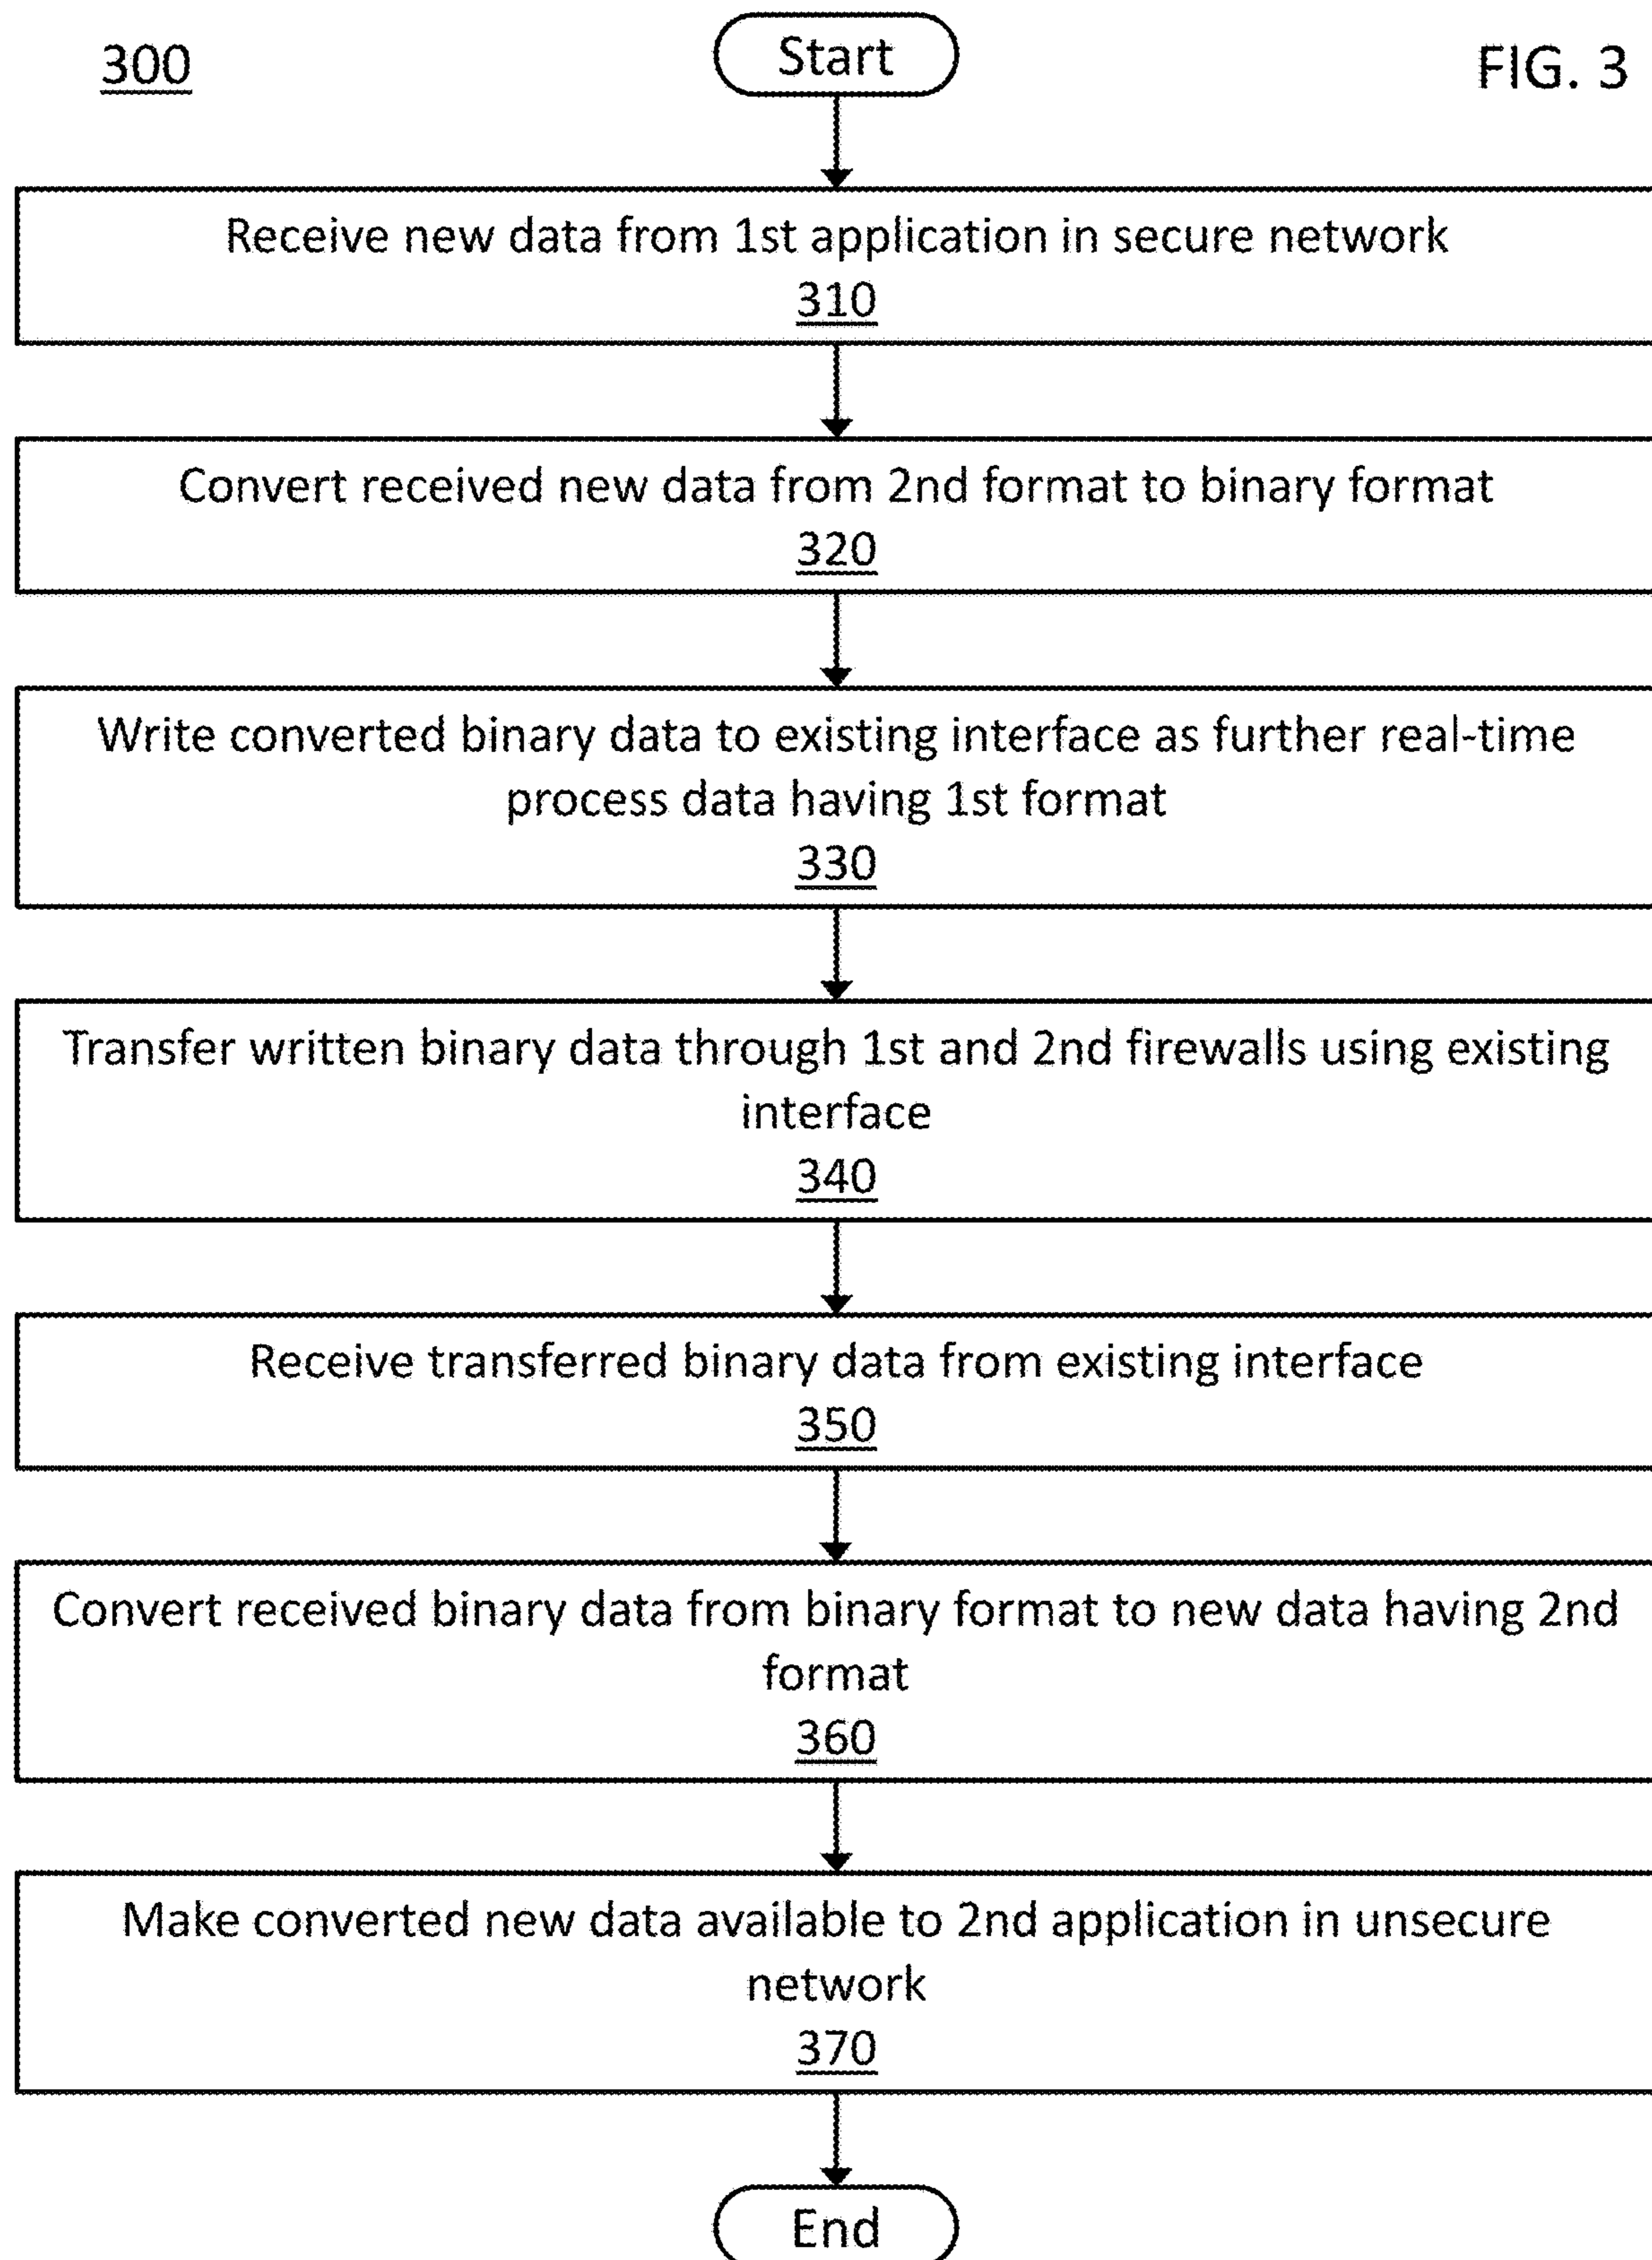 300
Start
FIG. 3
Receive new data from 1st application in secure network
310
Convert received new data from 2nd format to binary format
320
Write converted binary data to existing interface as further real-time
process data having 1st format
330
Transfer written binary data through 1st and 2nd firewalls using existing
interface
340
Receive transferred binary data from existing interface
350
Convert received binary data from binary format to new data having 2nd
format
360
Make converted new data available to 2nd application in unsecure
network
370
End